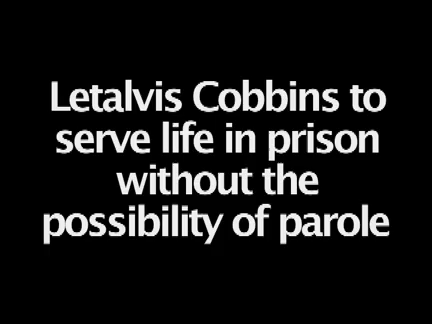 Letalvis Cobbins to
serve life in prison
without the
possibility of parole